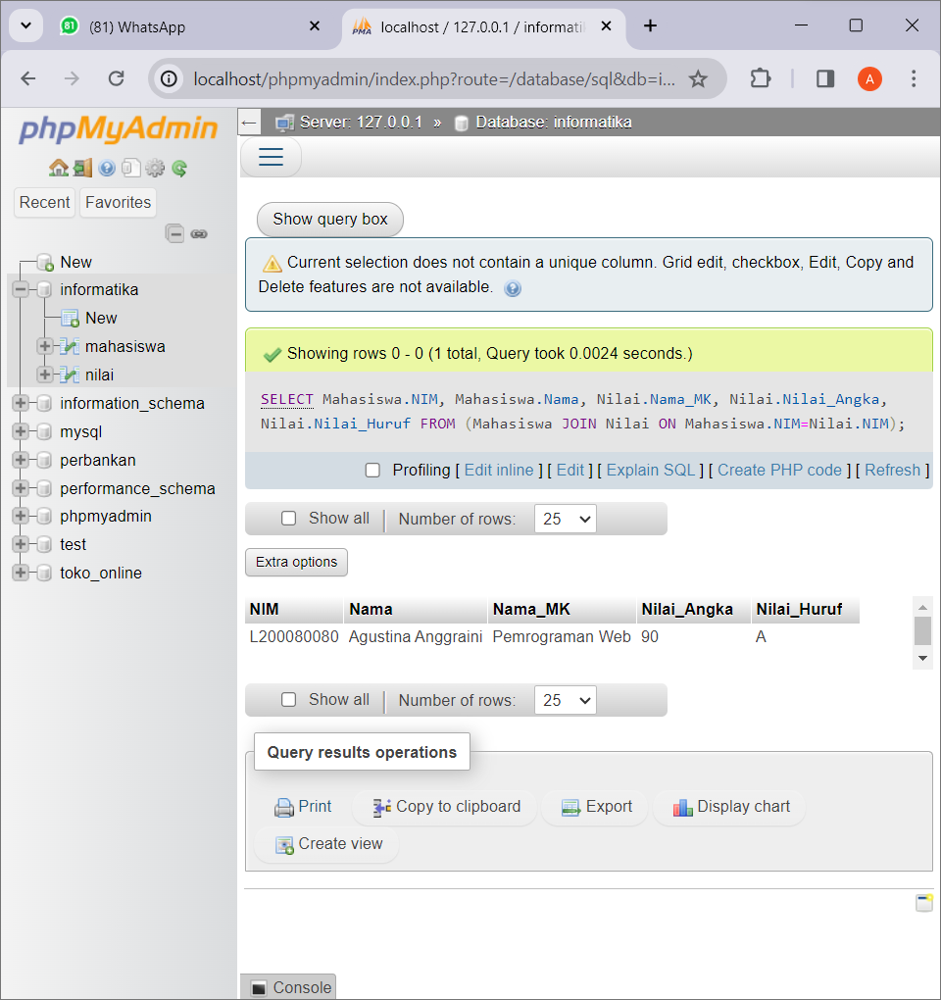 81 (81) WhatsApp
PMA localhost / 127.0.0.1 / informati
localhost/phpmyadmin/index.php?route=/database/sql&db=i...
A
phpMyAdmin
Recent Favorites
New
informatika
New
mahasiswa
nilai
information_schema
mysql
perbankan
performance_schema
phpmyadmin
test
toko_online
← Server: 127.0.0.1 » Database: informatika
Show query box
Current selection does not contain a unique column. Grid edit, checkbox, Edit, Copy and
Delete features are not available.
Showing rows 0 - 0 (1 total, Query took 0.0024 seconds.)
SELECT Mahasiswa.NIM, Mahasiswa.Nama, Nilai.Nama_MK, Nilai.Nilai_Angka,
Nilai.Nilai_Huruf FROM (Mahasiswa JOIN Nilai ON Mahasiswa.NIM=Nilai.NIM);
Profiling [ Edit inline ] [ Edit ] [ Explain SQL ] [ Create PHP code ] [ Refresh ]
Show all Number of rows: 25
Extra options
NIM Nama Nama_MK Nilai_Angka Nilai_Huruf
L200080080 Agustina Anggraini Pemrograman Web 90 A
Show all Number of rows: 25
Query results operations
Print Copy to clipboard Export Display chart
Create view
Console